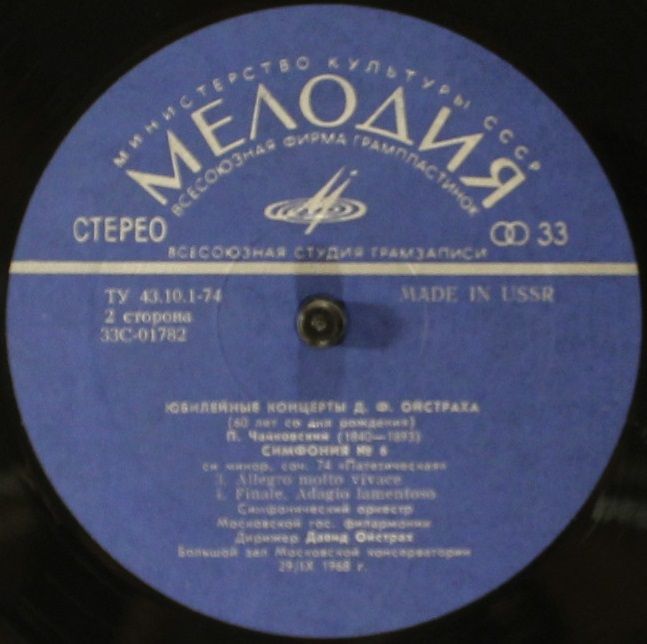 МИНИСТЕРСТВО КУЛЬТУРЫ СССР
МЕЛОДИЯ
ВСЕСОЮЗНАЯ ФИРМА ГРАМПЛАСТИНОК
СТЕРЕО
33
ВСЕСОЮЗНАЯ СТУДИЯ ГРАМЗАПИСИ
ТУ 43.10.1-74
MADE IN USSR
2 сторона
33С-01782
ЮБИЛЕЙНЫЕ КОНЦЕРТЫ Д. Ф. ОЙСТРАХА
(60 лет со дня рождения)
П. Чайковский (1840—1893)
СИМФОНИЯ № 6
си минор, соч. 74 «Патетическая»
3. Allegro molto vivace
4. Finale. Adagio lamentoso
Симфонический оркестр
Московской гос. филармонии
Дирижер Давид Ойстрах
Большой зал Московской консерватории
29/IX 1968 г.